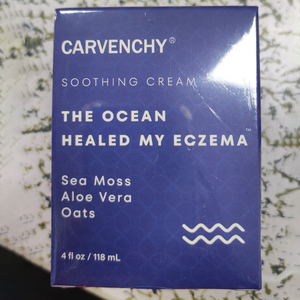 CARVENCHY®
SOOTHING CREAM
THE OCEAN
HEALED MY ECZEMA™
Sea Moss
Aloe Vera
Oats
4 fl oz / 118 mL